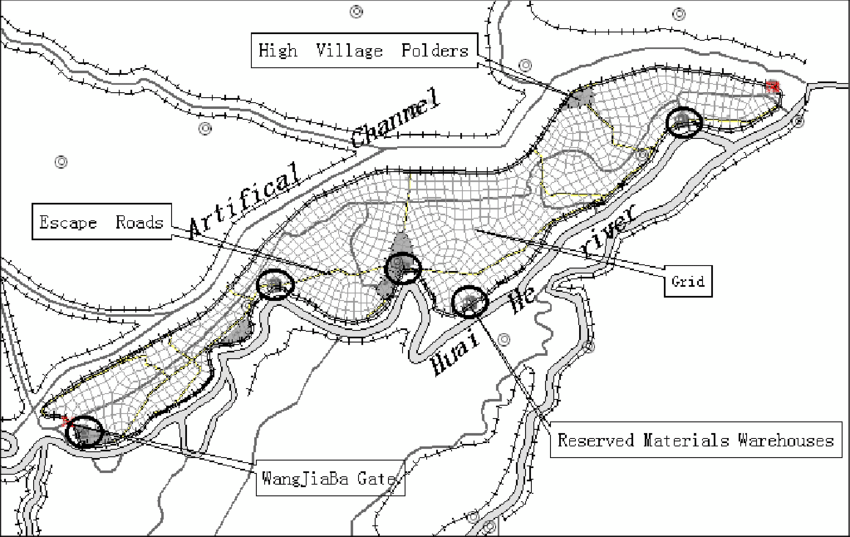 High Village Polders
Artifical Channel
Escape Roads
Huai He river
Grid
Reserved Materials Warehouses
WangJiaBa Gate